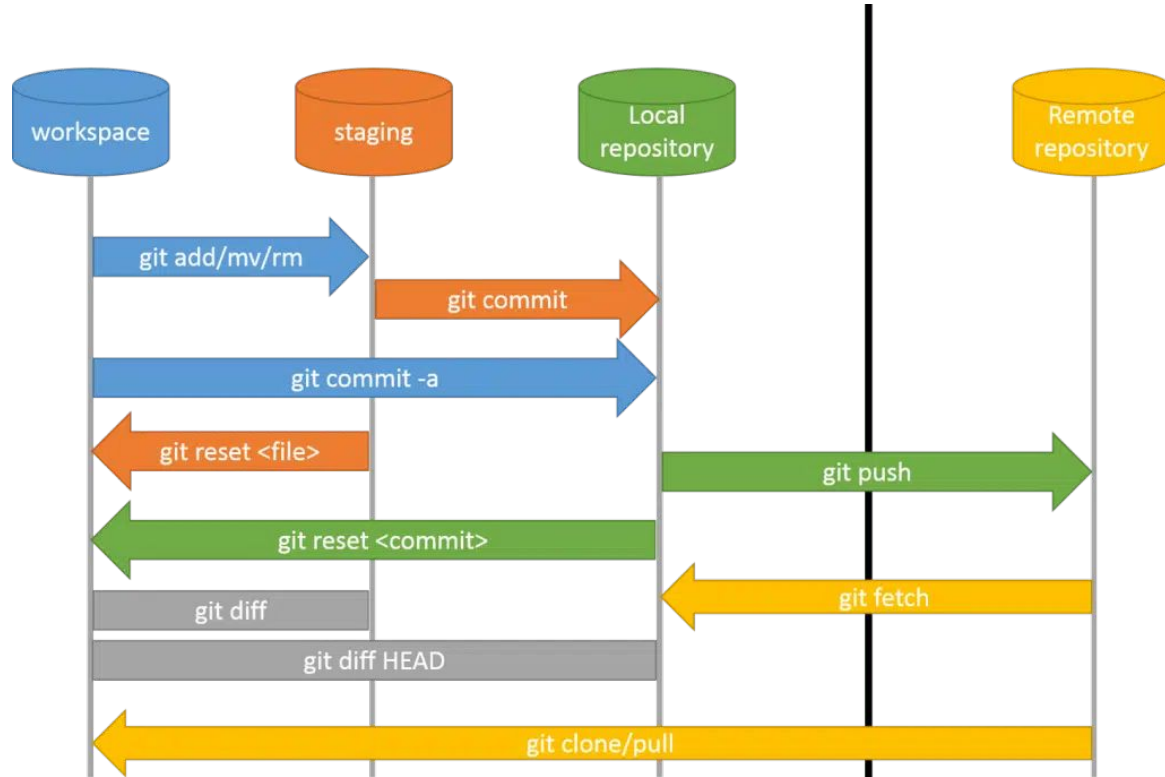 workspace
staging
Local
repository
Remote
repository
git add/mv/rm
git commit
git commit -a
git reset <file>
git push
git reset <commit>
git fetch
git diff
git diff HEAD
git clone/pull